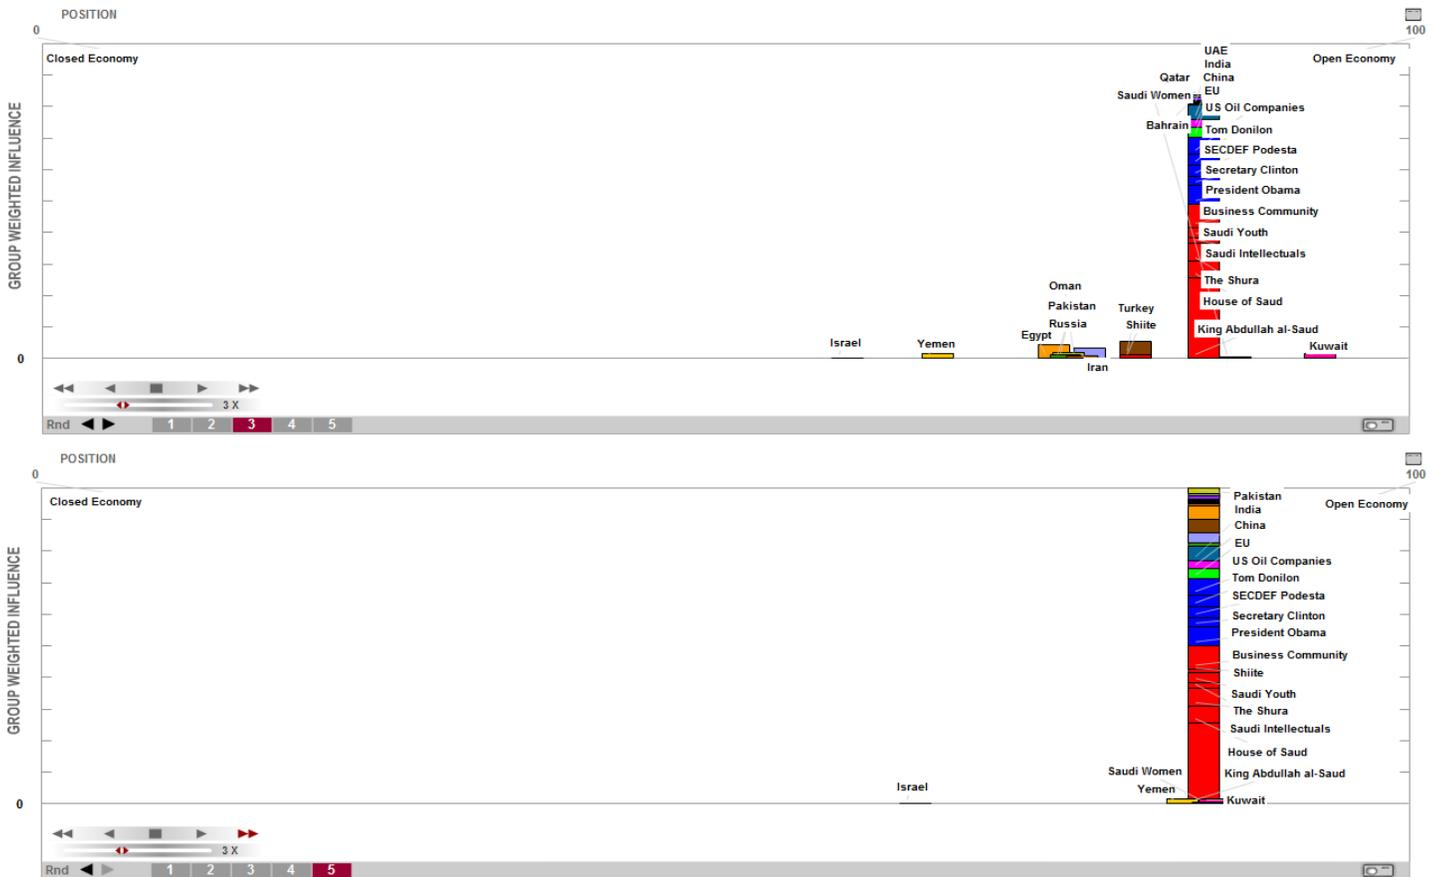 POSITION
0
100
Closed Economy
Open Economy
UAE
India
Qatar
China
Saudi Women
EU
US Oil Companies
Bahrain
Tom Donilon
SECDEF Podesta
Secretary Clinton
President Obama
Business Community
Saudi Youth
Saudi Intellectuals
The Shura
House of Saud
King Abdullah al-Saud
Oman
Pakistan
Turkey
Russia
Shiite
Egypt
Israel
Yemen
Kuwait
Iran
GROUP WEIGHTED INFLUENCE
0
3 X
Rnd 1 2 3 4 5
POSITION
0
100
Closed Economy
Open Economy
Pakistan
India
China
EU
US Oil Companies
Tom Donilon
SECDEF Podesta
Secretary Clinton
President Obama
Business Community
Shiite
Saudi Youth
The Shura
Saudi Intellectuals
House of Saud
Saudi Women
King Abdullah al-Saud
Israel
Yemen
Kuwait
GROUP WEIGHTED INFLUENCE
0
3 X
Rnd 1 2 3 4 5